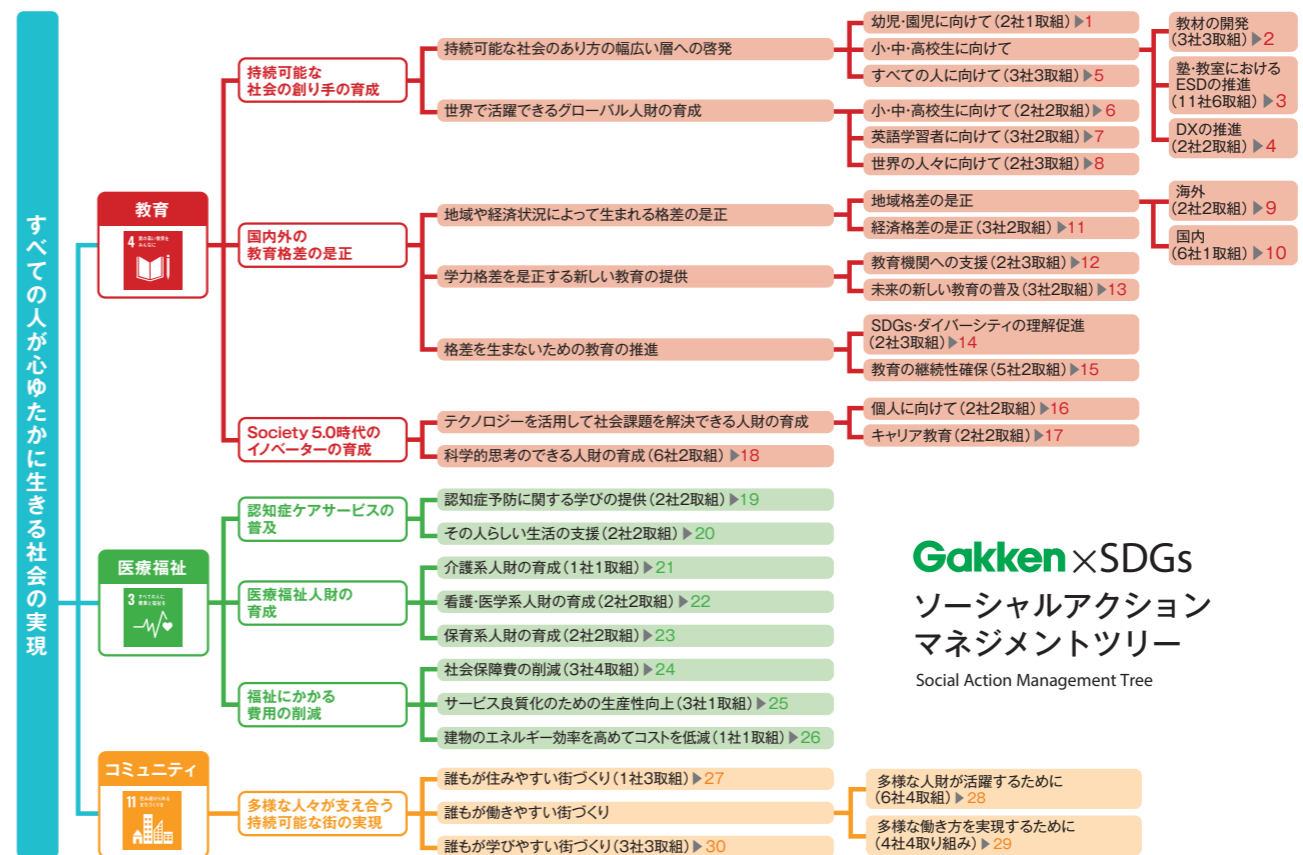 すべての人が心ゆたかに生きる社会の実現
教育
4 質の高い教育を
みんなに
持続可能な
社会の創り手の育成
持続可能な社会のあり方の幅広い層への啓発
幼児・園児に向けて(2社1取組)▶1
小・中・高校生に向けて
教材の開発
(3社3取組)▶2
塾・教室における
ESDの推進
(11社6取組)▶3
DXの推進
(2社2取組)▶4
すべての人に向けて(3社3取組)▶5
世界で活躍できるグローバル人財の育成
小・中・高校生に向けて(2社2取組)▶6
英語学習者に向けて(3社2取組)▶7
世界の人々に向けて(2社3取組)▶8
国内外の
教育格差の是正
地域や経済状況によって生まれる格差の是正
地域格差の是正
海外
(2社2取組)▶9
国内
(6社1取組)▶10
経済格差の是正(3社2取組)▶11
学力格差を是正する新しい教育の提供
教育機関への支援(2社3取組)▶12
未来の新しい教育の普及(3社2取組)▶13
格差を生まないための教育の推進
SDGs・ダイバーシティの理解促進
(2社3取組)▶14
教育の継続性確保(5社2取組)▶15
Society 5.0時代の
イノベーターの育成
テクノロジーを活用して社会課題を解決できる人財の育成
個人に向けて(2社2取組)▶16
キャリア教育(2社2取組)▶17
科学的思考のできる人財の育成(6社2取組)▶18
医療福祉
3 すべての人に
健康と福祉を
認知症ケアサービスの
普及
認知症予防に関する学びの提供(2社2取組)▶19
その人らしい生活の支援(2社2取組)▶20
医療福祉人財の
育成
介護系人財の育成(1社1取組)▶21
看護・医学系人財の育成(2社2取組)▶22
保育系人財の育成(2社2取組)▶23
福祉にかかる
費用の削減
社会保障費の削減(3社4取組)▶24
サービス良質化のための生産性向上(3社1取組)▶25
建物のエネルギー効率を高めてコストを低減(1社1取組)▶26
コミュニティ
11 住み続けられる
まちづくりを
多様な人々が支え合う
持続可能な街の実現
誰もが住みやすい街づくり(1社3取組)▶27
誰もが働きやすい街づくり
多様な人財が活躍するために
(6社4取組)▶28
多様な働き方を実現するために
(4社4取り組み)▶29
誰もが学びやすい街づくり(3社3取組)▶30
Gakken×SDGs
ソーシャルアクション
マネジメントツリー
Social Action Management Tree